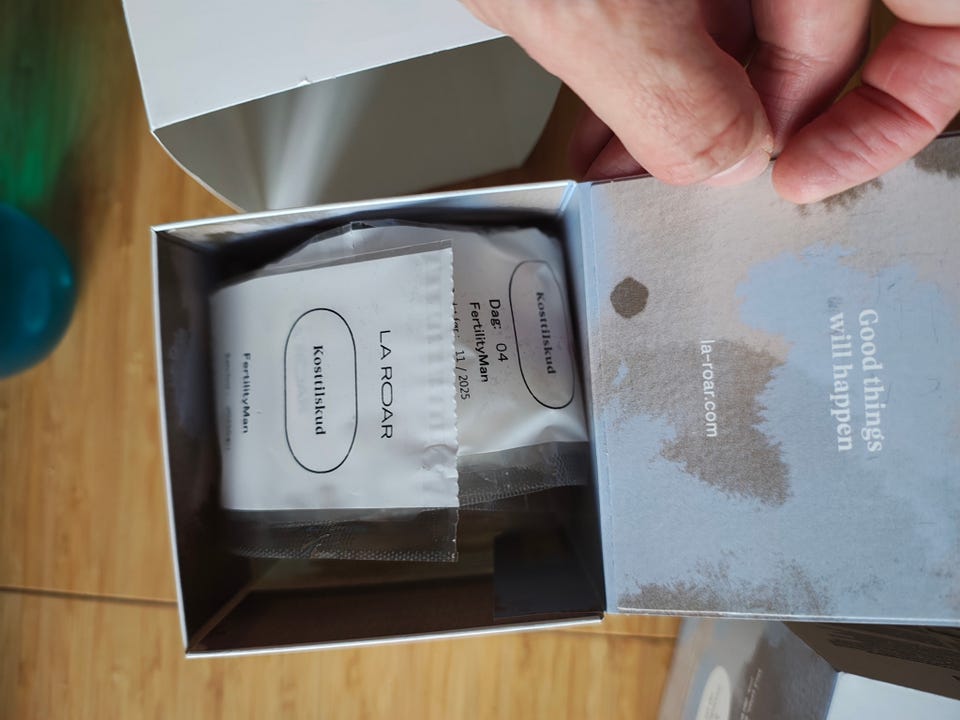 LA ROAR
Kosttilskud
FertilityMan
Kosttilskud
Dag: 04
FertilityMan
11 / 2025
Good things
will happen
la-roar.com